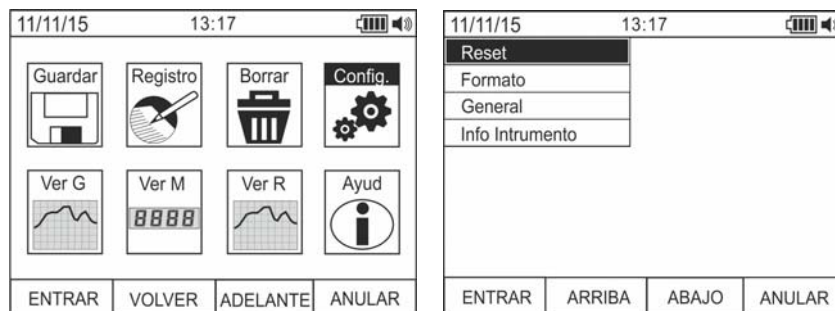 11/11/15 13:17
Guardar Registro Borrar Config.
Ver G Ver M Ver R Ayud
8888
ENTRAR VOLVER ADELANTE ANULAR
11/11/15 13:17
Reset
Formato
General
Info Intrumento
ENTRAR ARRIBA ABAJO ANULAR